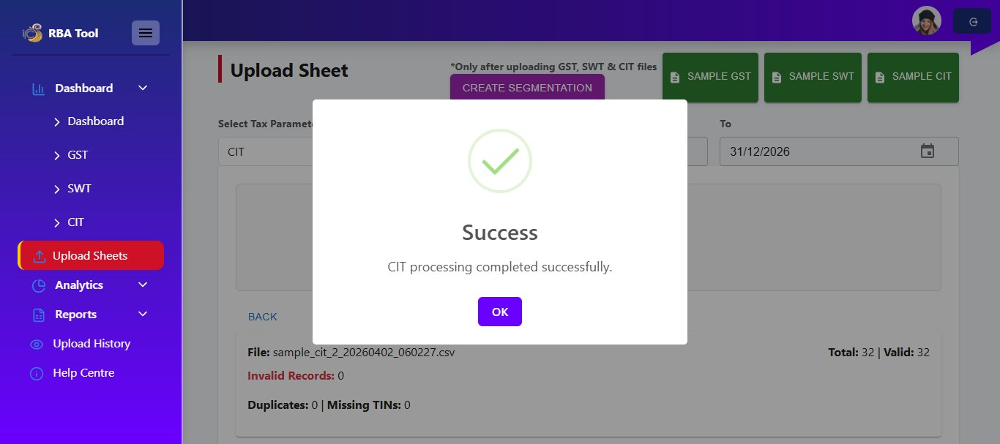 RBA Tool
Dashboard
Dashboard
GST
SWT
CIT
Upload Sheets
Analytics
Reports
Upload History
Help Centre
Upload Sheet
*Only after uploading GST, SWT & CIT files
CREATE SEGMENTATION
SAMPLE GST
SAMPLE SWT
SAMPLE CIT
Select Tax Paramet
To
CIT
31/12/2026
Success
CIT processing completed successfully.
OK
BACK
File: sample_cit_2_20260402_060227.csv
Total: 32 | Valid: 32
Invalid Records: 0
Duplicates: 0 | Missing TINs: 0